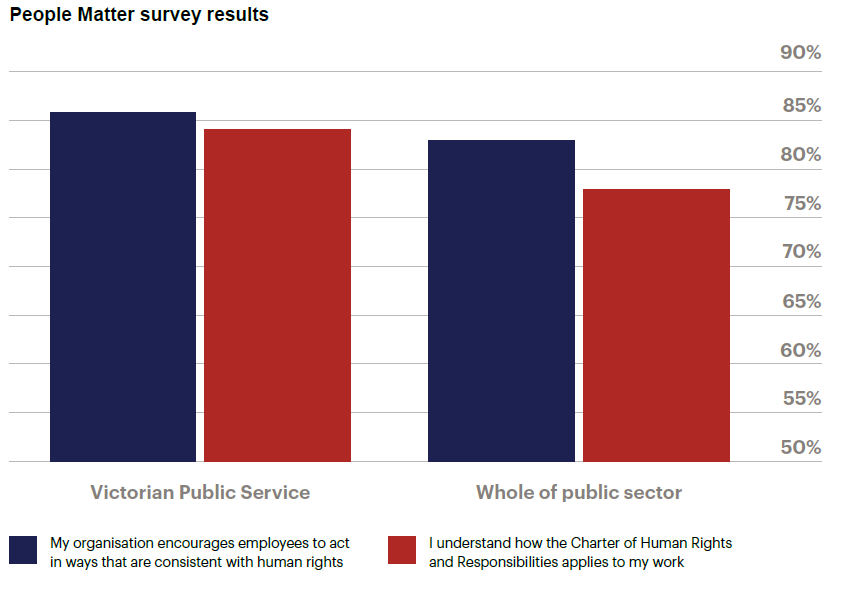 People Matter survey results
90%
85%
80%
75%
70%
65%
60%
55%
50%
Victorian Public Service
Whole of public sector
My organisation encourages employees to act
in ways that are consistent with human rights
I understand how the Charter of Human Rights
and Responsibilities applies to my work